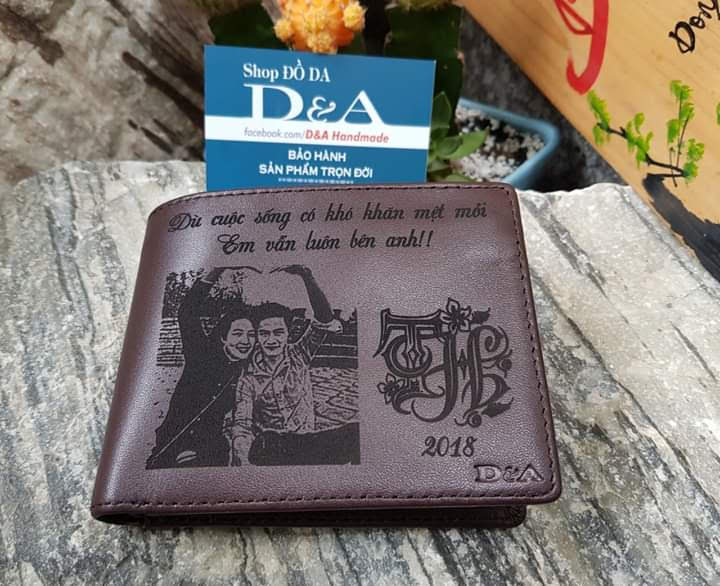 Shop ĐỒ DA
D&A
facebook.com/D&A Handmade
BẢO HÀNH
SẢN PHẨM TRỌN ĐỜI
Dù cuộc sống có khó khăn mệt mỏi
Em vẫn luôn bên anh!!
TH
2018
D&A